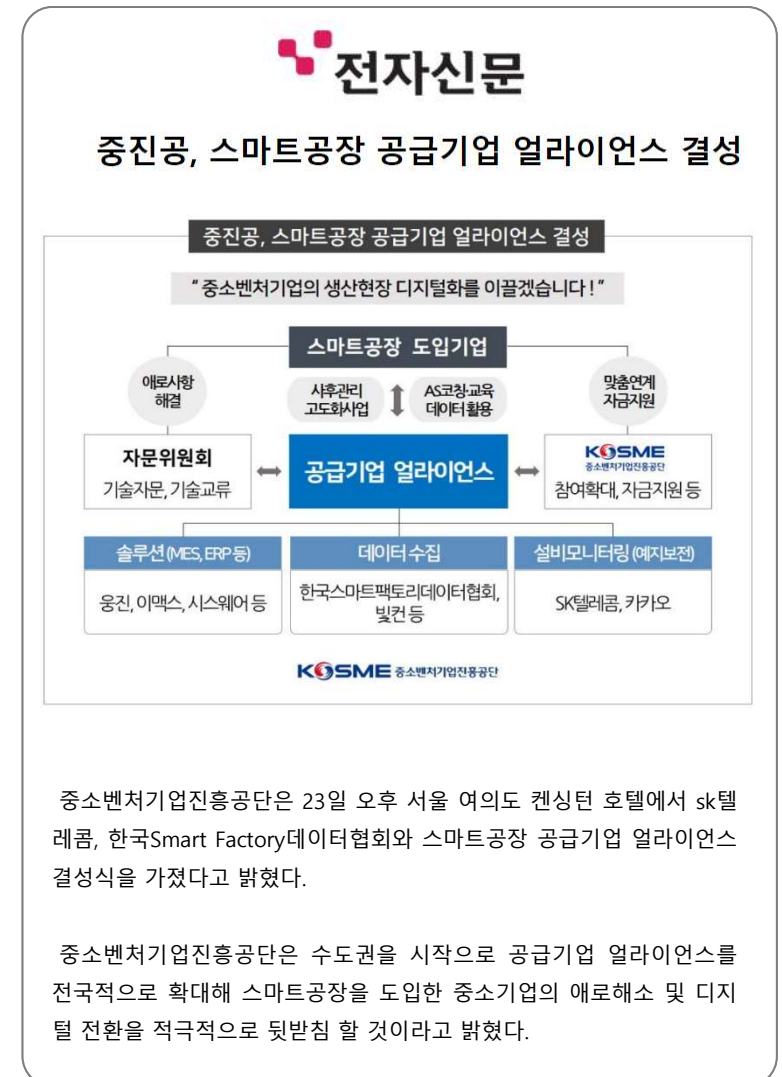 전자신문
중진공, 스마트공장 공급기업 얼라이언스 결성
중진공, 스마트공장 공급기업 얼라이언스 결성
“ 중소벤처기업의 생산현장 디지털화를 이끌겠습니다 ! ”
스마트공장 도입기업
애로사항
해결
사후관리
고도화사업
AS코칭·교육
데이터 활용
맞춤연계
자금지원
자문위원회
기술자문, 기술교류
공급기업 얼라이언스
KOSME
중소벤처기업진흥공단
참여확대, 자금지원 등
솔루션 (MES, ERP 등)
웅진, 이맥스, 시스웨어 등
데이터 수집
한국스마트팩토리데이터협회,
빛컨 등
설비모니터링 (예지보전)
SK텔레콤, 카카오
KOSME 중소벤처기업진흥공단
중소벤처기업진흥공단은 23일 오후 서울 여의도 켄싱턴 호텔에서 sk텔
레콤, 한국Smart Factory데이터협회와 스마트공장 공급기업 얼라이언스
결성식을 가졌다고 밝혔다.
중소벤처기업진흥공단은 수도권을 시작으로 공급기업 얼라이언스를
전국적으로 확대해 스마트공장을 도입한 중소기업의 애로해소 및 디지
털 전환을 적극적으로 뒷받침 할 것이라고 밝혔다.